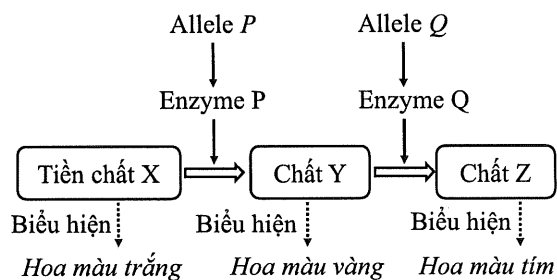 Allele P
Allele Q
Enzyme P
Enzyme Q
Tiền chất X
Chất Y
Chất Z
Biểu hiện
Biểu hiện
Biểu hiện
Hoa màu trắng
Hoa màu vàng
Hoa màu tím